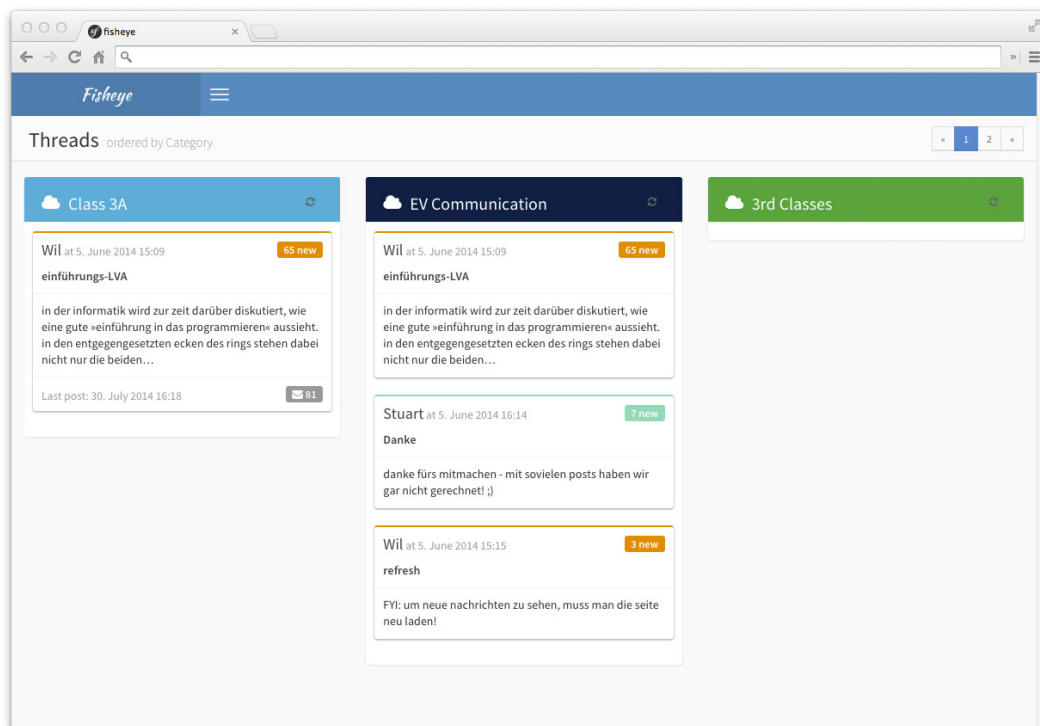 fisheye
Fisheye
Threads ordered by Category
« 1 2 »
Class 3A
Wil at 5. June 2014 15:09
65 new
einführungs-LVA
in der informatik wird zur zeit darüber diskutiert, wie
eine gute »einführung in das programmieren« aussieht.
in den entgegengesetzten ecken des rings stehen dabei
nicht nur die beiden…
Last post: 30. July 2014 16:18
81
EV Communication
Wil at 5. June 2014 15:09
65 new
einführungs-LVA
in der informatik wird zur zeit darüber diskutiert, wie
eine gute »einführung in das programmieren« aussieht.
in den entgegengesetzten ecken des rings stehen dabei
nicht nur die beiden…
Stuart at 5. June 2014 16:14
7 new
Danke
danke fürs mitmachen - mit sovielen posts haben wir
gar nicht gerechnet! ;)
Wil at 5. June 2014 15:15
3 new
refresh
FYI: um neue nachrichten zu sehen, muss man die seite
neu laden!
3rd Classes